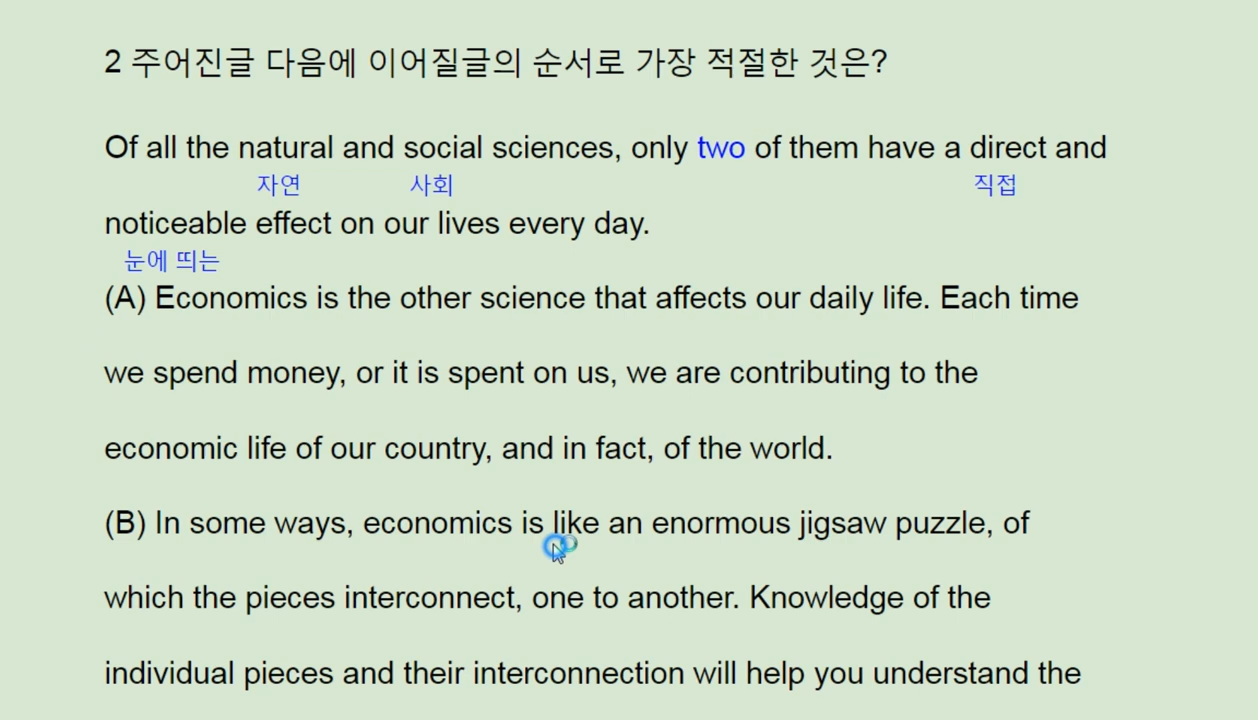 2 주어진글 다음에 이어질글의 순서로 가장 적절한 것은?
Of all the natural and social sciences, only two of them have a direct and
자연 사회 직접
noticeable effect on our lives every day.
눈에 띄는
(A) Economics is the other science that affects our daily life. Each time
we spend money, or it is spent on us, we are contributing to the
economic life of our country, and in fact, of the world.
(B) In some ways, economics is like an enormous jigsaw puzzle, of
which the pieces interconnect, one to another. Knowledge of the
individual pieces and their interconnection will help you understand the